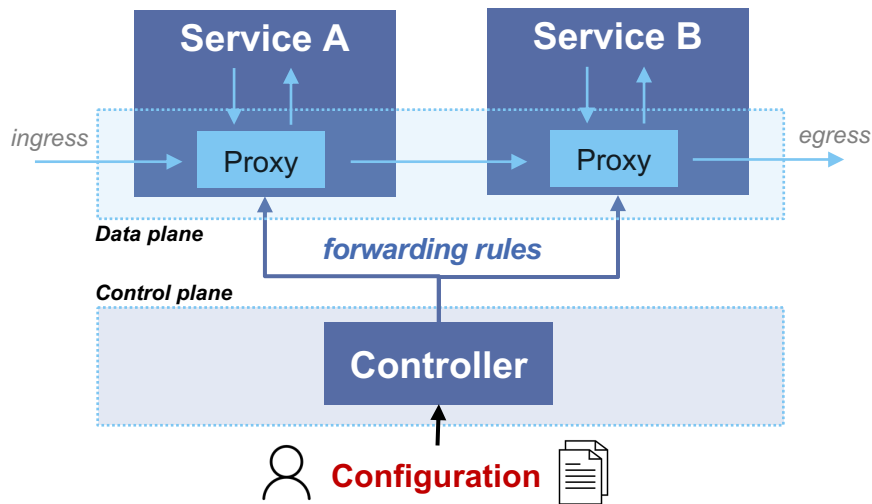 Service A
Service B
ingress
egress
Proxy
Proxy
Data plane
forwarding rules
Control plane
Controller
Configuration